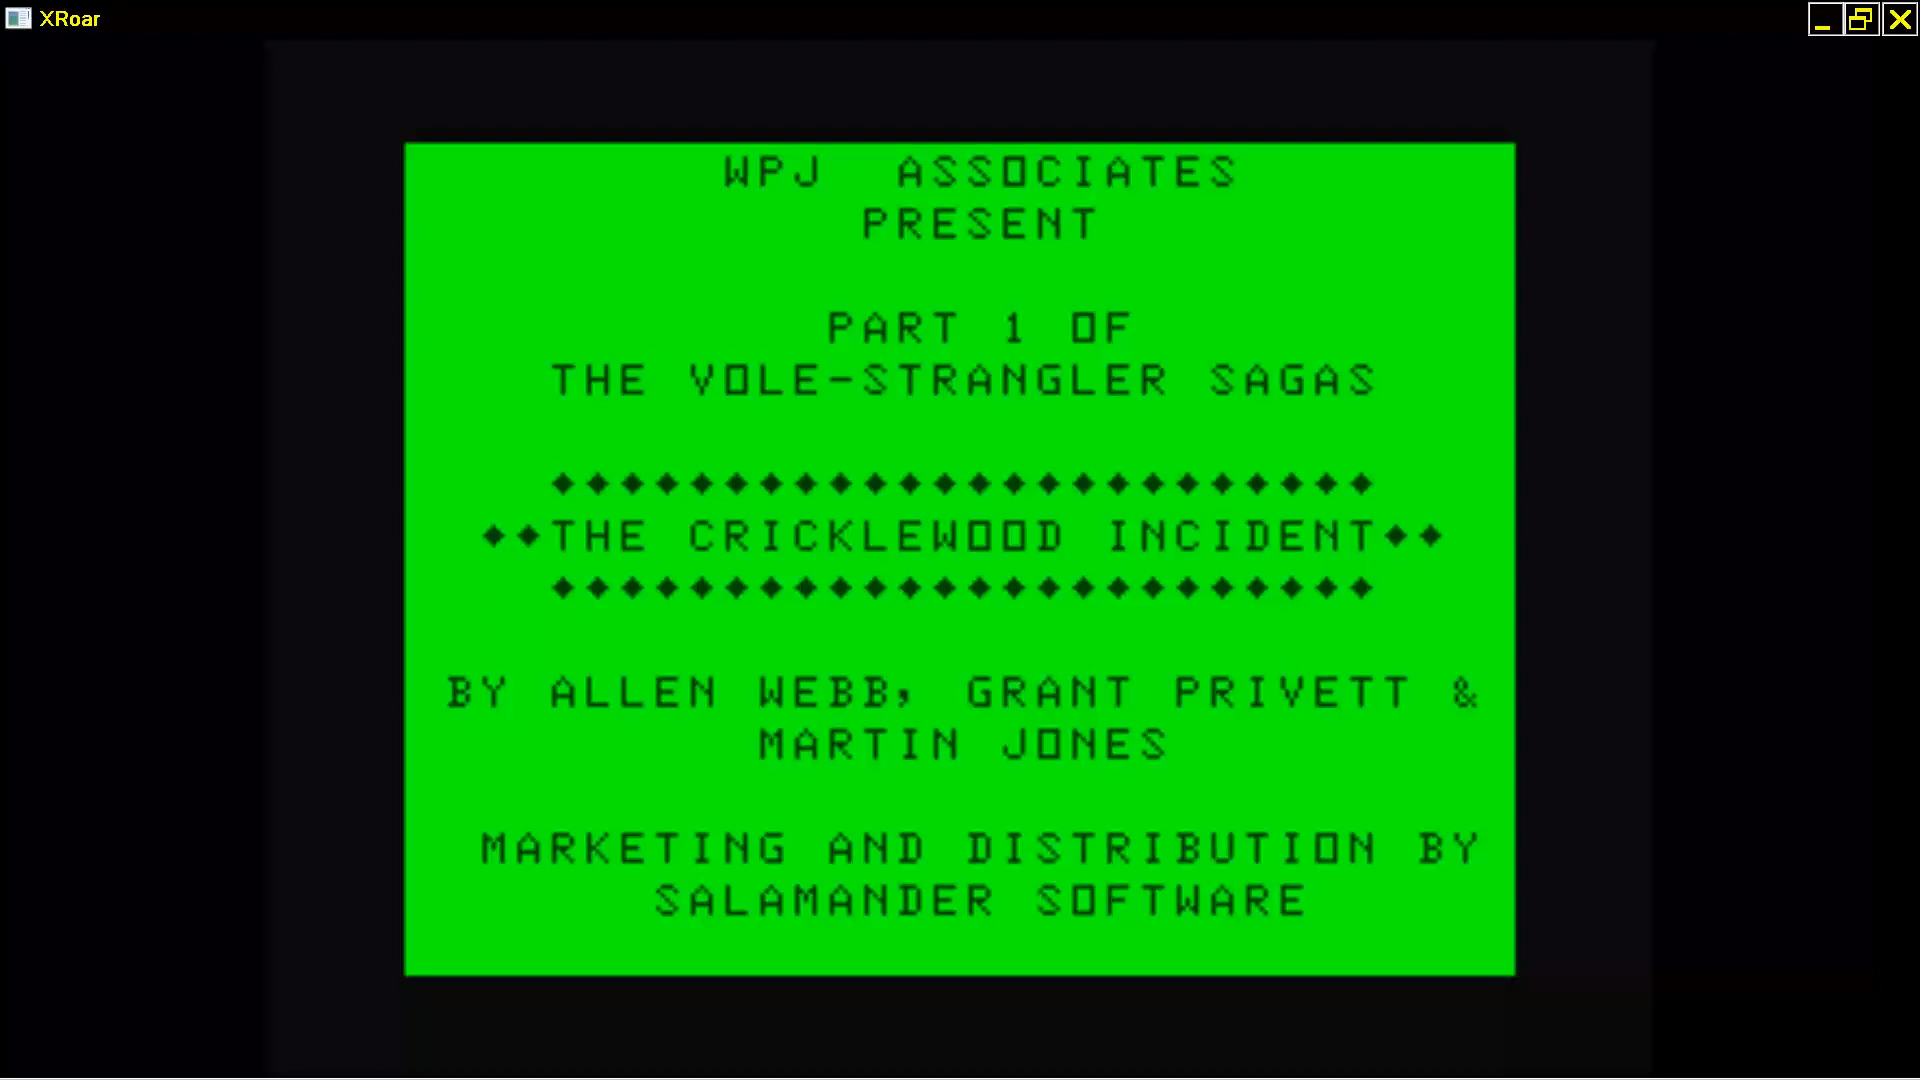 XRoar
WPJ  ASSOCIATES
PRESENT
PART 1 OF
THE VOLE-STRANGLER SAGAS
◆◆◆◆◆◆◆◆◆◆◆◆◆◆◆◆◆◆◆◆◆◆◆◆
◆◆THE CRICKLEWOOD INCIDENT◆◆
◆◆◆◆◆◆◆◆◆◆◆◆◆◆◆◆◆◆◆◆◆◆◆◆
BY ALLEN WEBB, GRANT PRIVETT &
MARTIN JONES
MARKETING AND DISTRIBUTION BY
SALAMANDER SOFTWARE